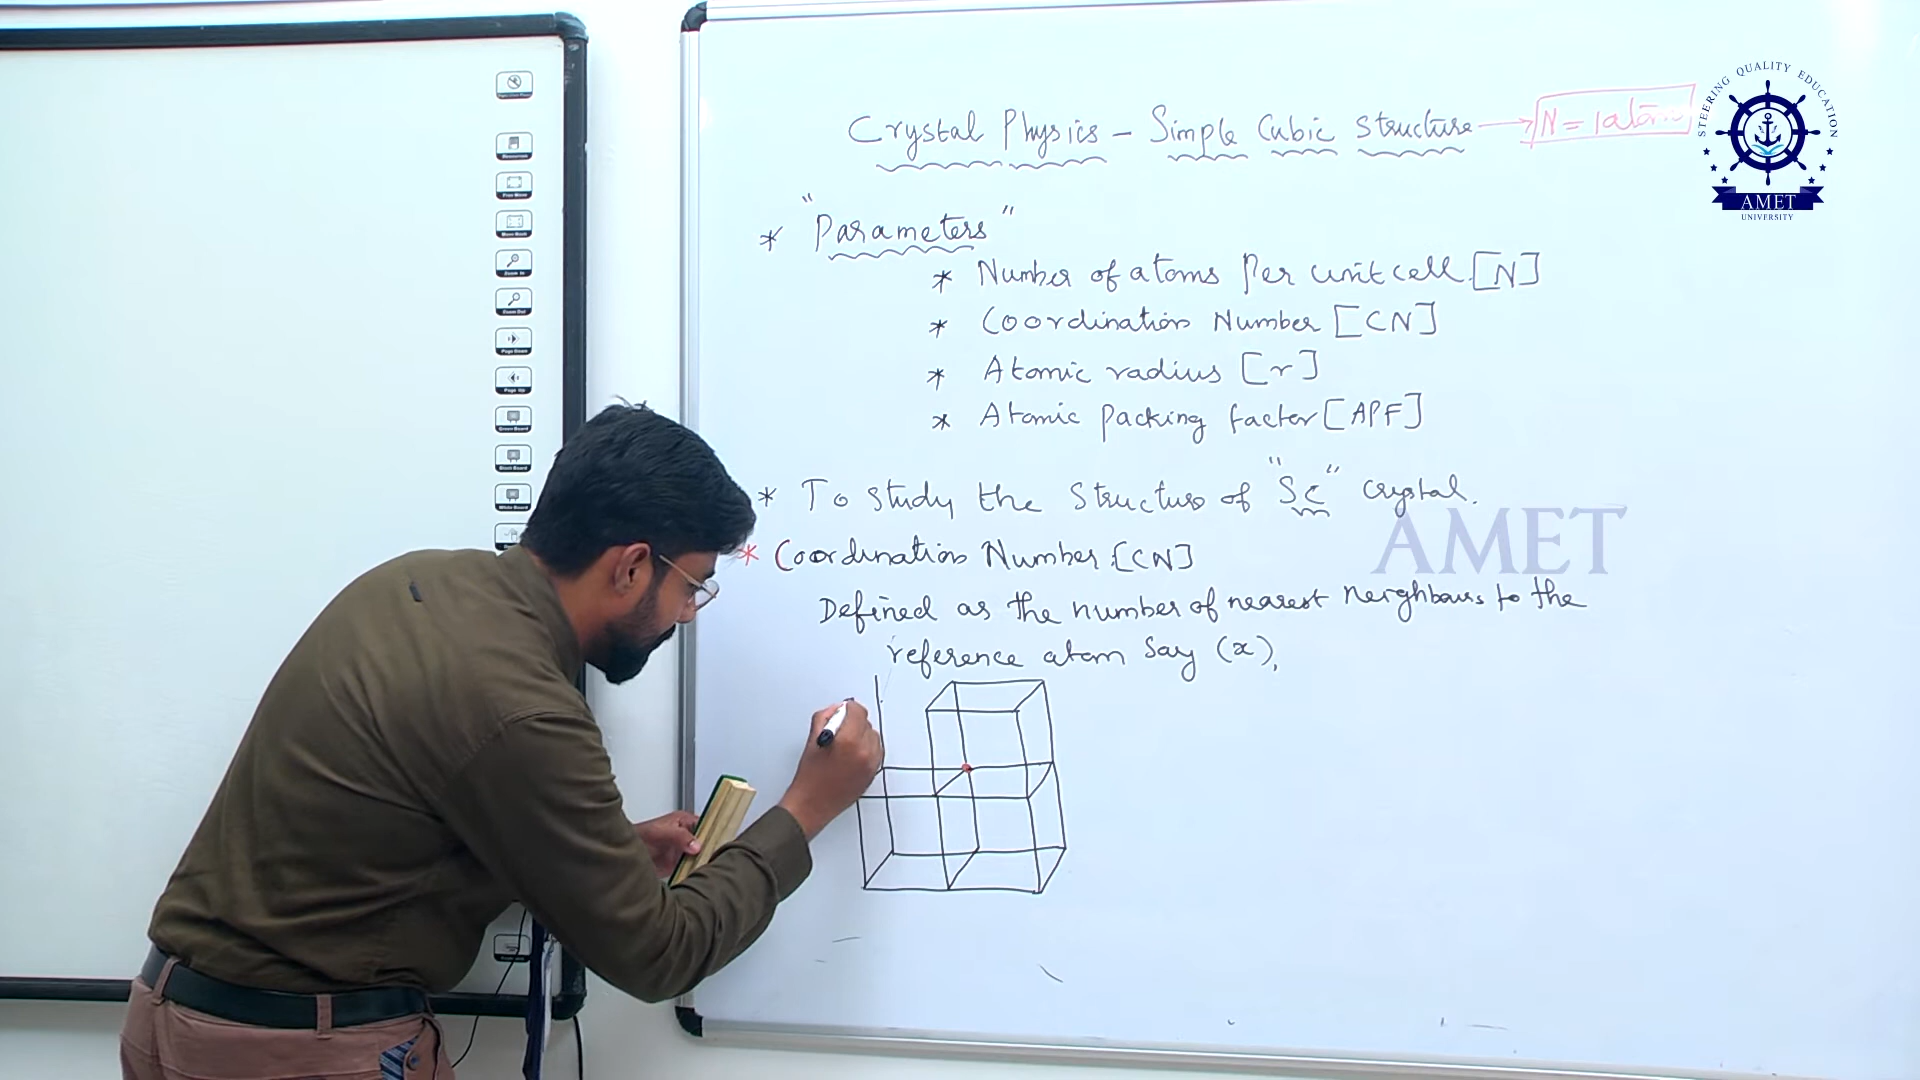 Crystal Physics - Simple Cubic Structure → N = 1 atom
STEERING QUALITY EDUCATION
AMET
UNIVERSITY
* "Parameters"
* Number of atoms Per unit cell [N]
* Coordination Number [CN]
* Atomic radius [r]
* Atomic packing factor [APF]
* To study the structure of "SC" crystal.
AMET
* Coordination Number [CN]
Defined as the number of nearest neighbours to the
reference atom say (x),